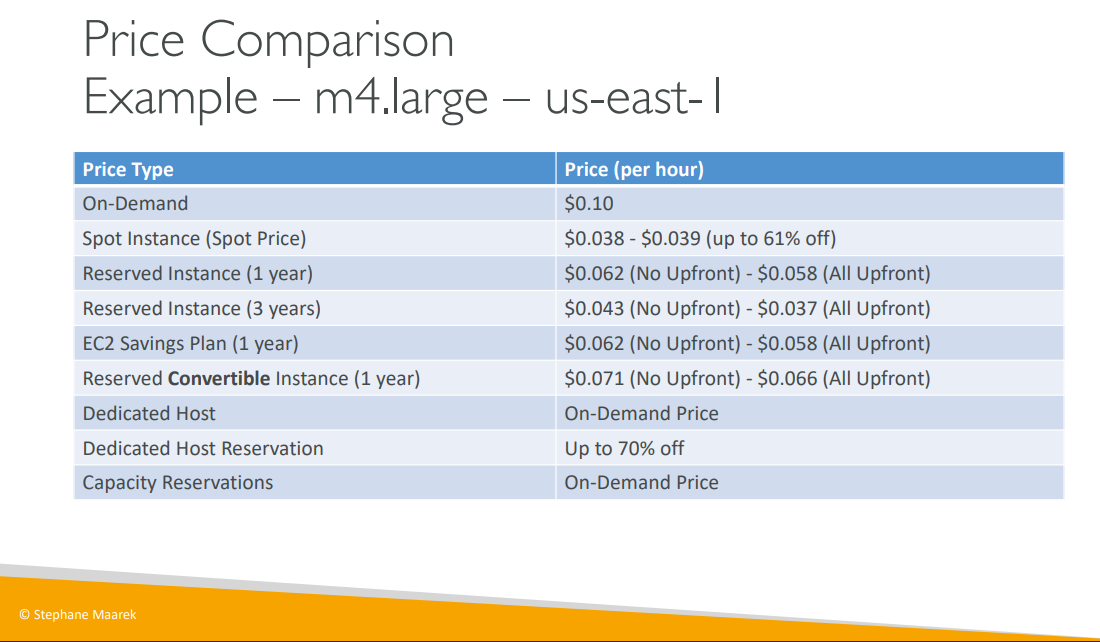 Price Comparison
Example – m4.large – us-east-1
Price Type Price (per hour)
On-Demand $0.10
Spot Instance (Spot Price) $0.038 - $0.039 (up to 61% off)
Reserved Instance (1 year) $0.062 (No Upfront) - $0.058 (All Upfront)
Reserved Instance (3 years) $0.043 (No Upfront) - $0.037 (All Upfront)
EC2 Savings Plan (1 year) $0.062 (No Upfront) - $0.058 (All Upfront)
Reserved Convertible Instance (1 year) $0.071 (No Upfront) - $0.066 (All Upfront)
Dedicated Host On-Demand Price
Dedicated Host Reservation Up to 70% off
Capacity Reservations On-Demand Price
© Stephane Maarek